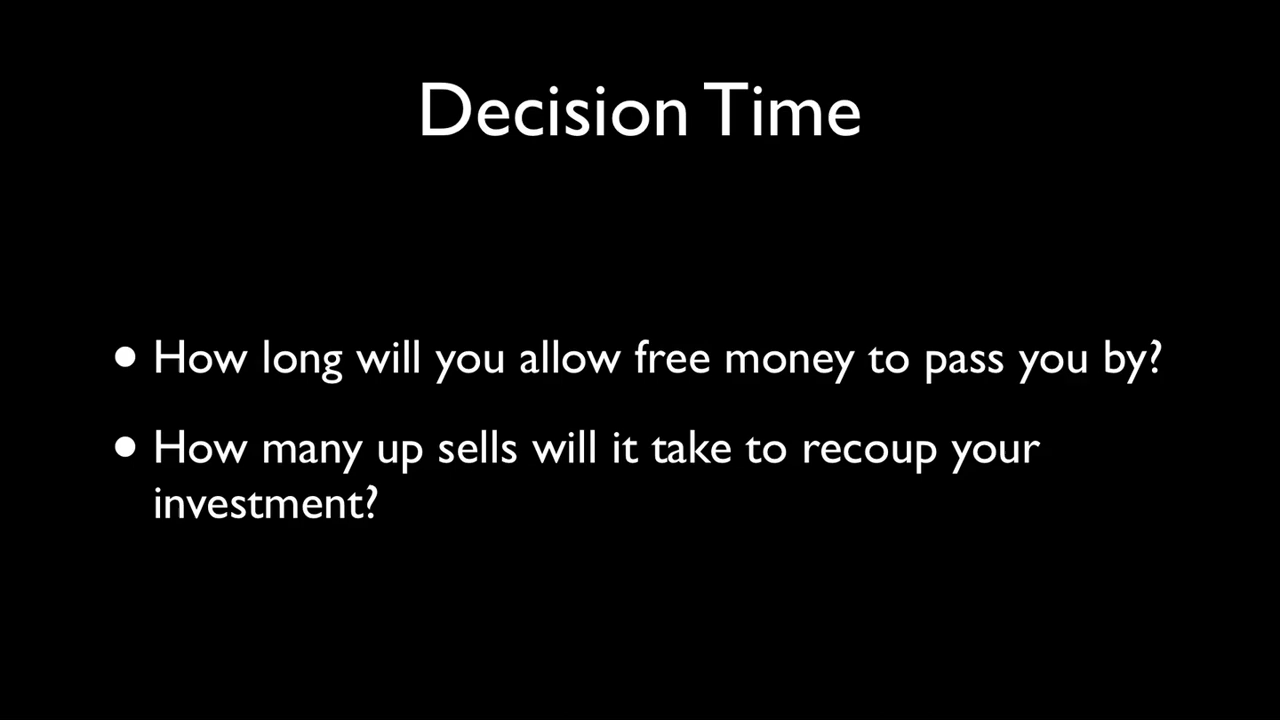 Decision Time
• How long will you allow free money to pass you by?
• How many up sells will it take to recoup your
investment?